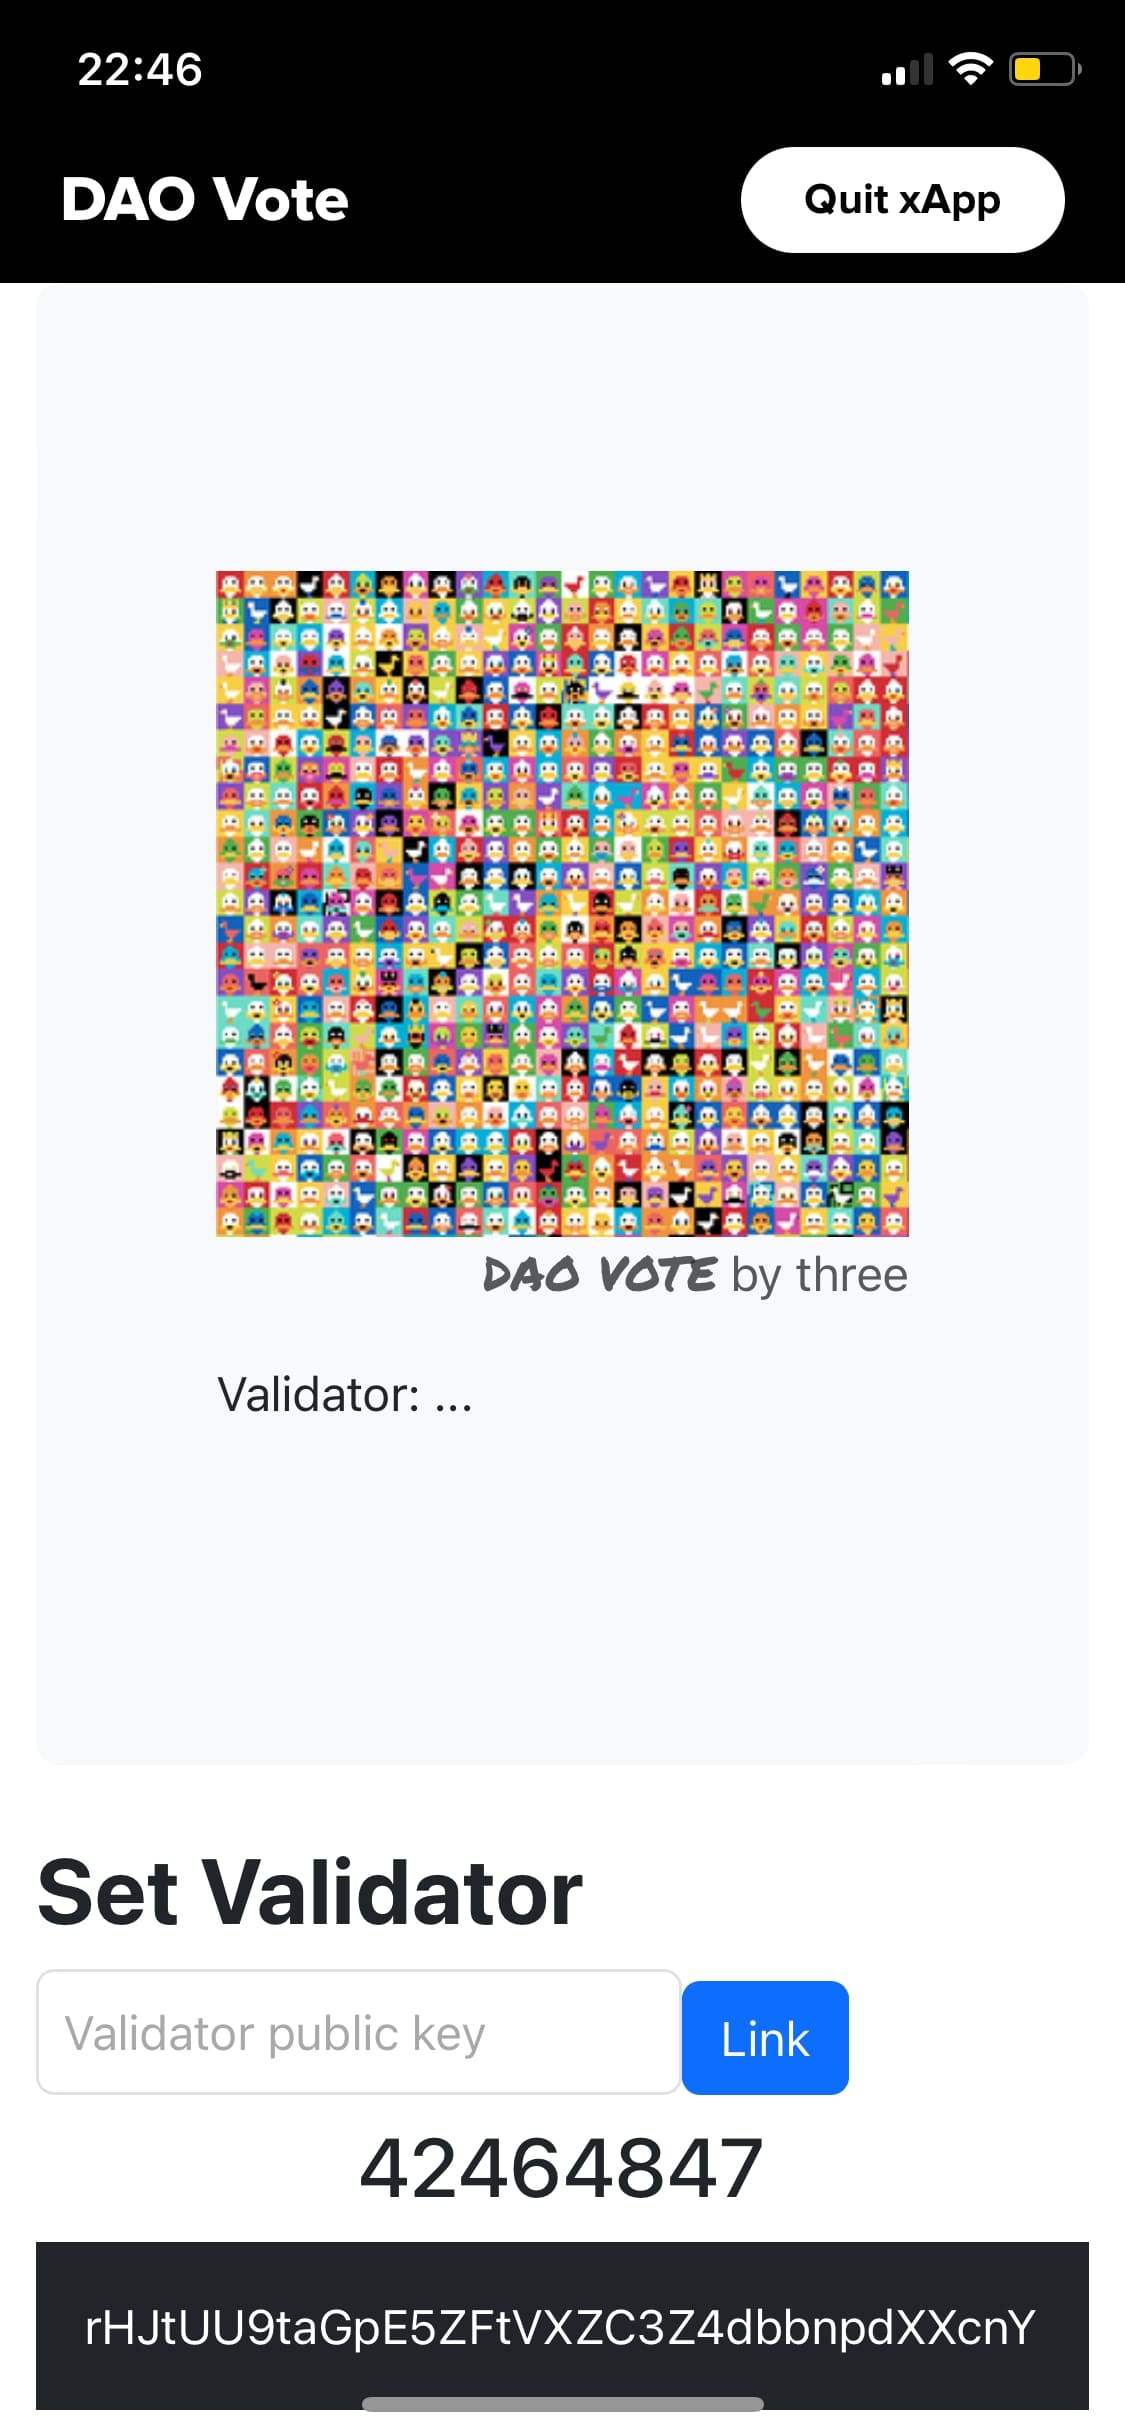 22:46
DAO Vote
Quit xApp
DAO VOTE by three
Validator: ...
Set Validator
Validator public key
Link
42464847
rHJtUU9taGpE5ZFtVXZC3Z4dbbnpdXXcnY